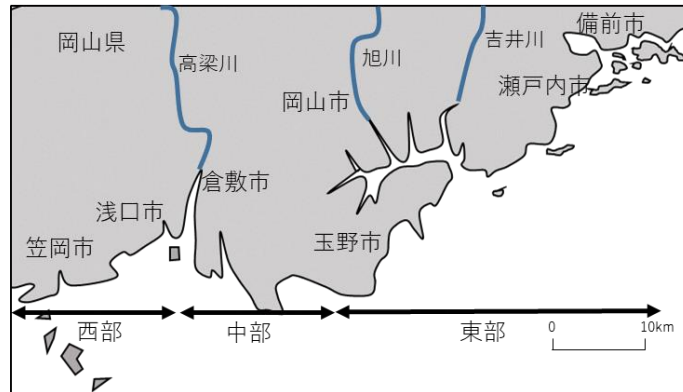 備前市
岡山県
吉井川
高梁川
旭川
瀬戸内市
岡山市
倉敷市
浅口市
笠岡市
玉野市
西部
中部
東部
0
10km